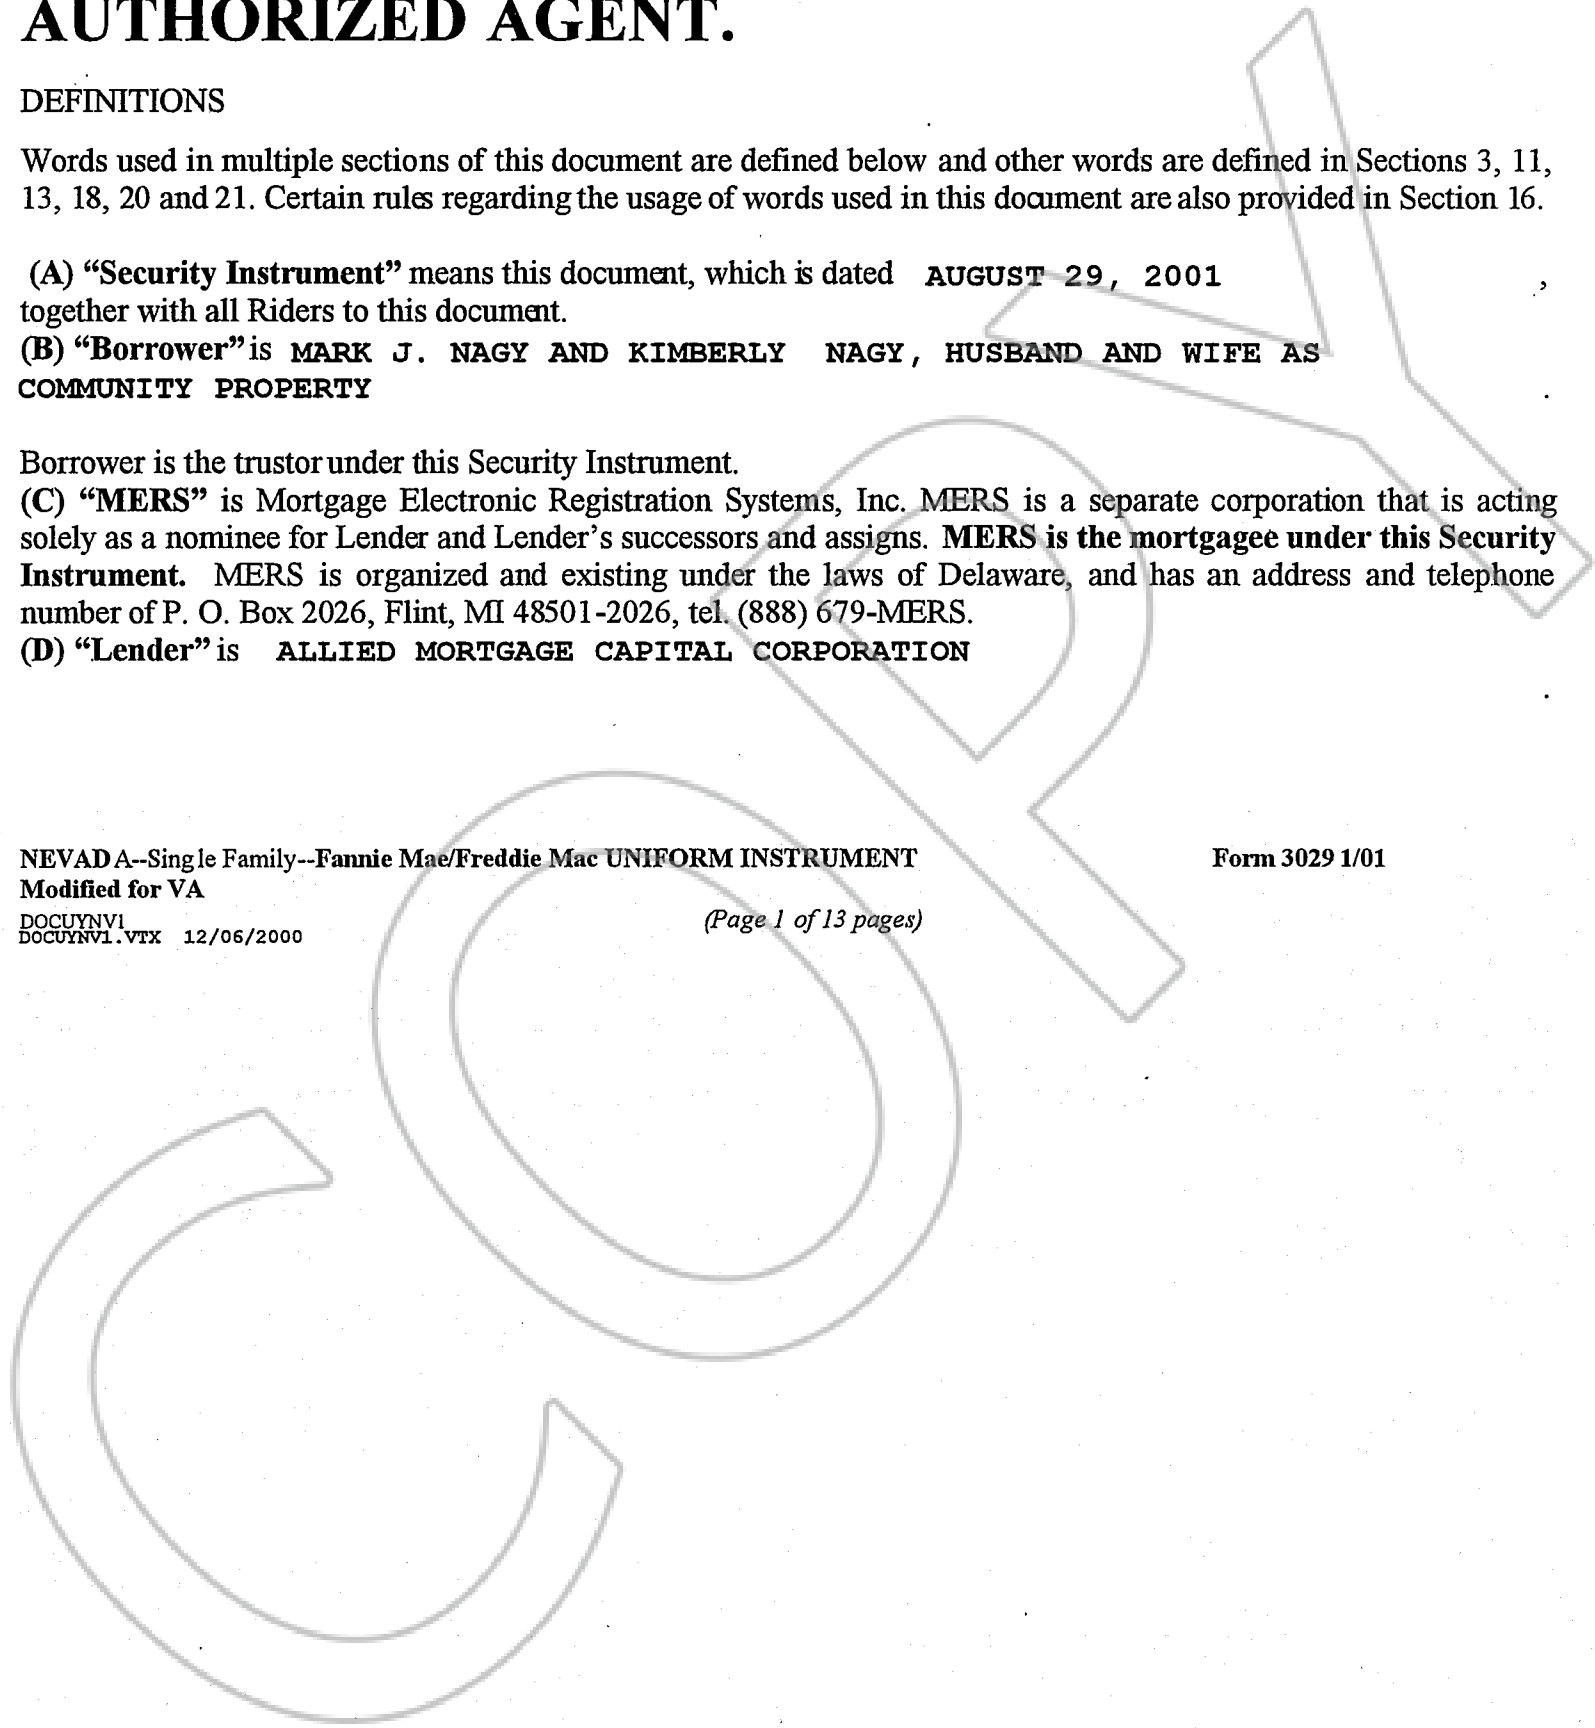 AUTHORIZED AGENT.
DEFINITIONS
Words used in multiple sections of this document are defined below and other words are defined in Sections 3, 11,
13, 18, 20 and 21. Certain rules regarding the usage of words used in this document are also provided in Section 16.
(A) “Security Instrument” means this document, which is dated AUGUST 29, 2001 ,
together with all Riders to this document.
(B) “Borrower” is MARK J. NAGY AND KIMBERLY NAGY, HUSBAND AND WIFE AS
COMMUNITY PROPERTY .
Borrower is the trustor under this Security Instrument.
(C) “MERS” is Mortgage Electronic Registration Systems, Inc. MERS is a separate corporation that is acting
solely as a nominee for Lender and Lender’s successors and assigns. MERS is the mortgagee under this Security
Instrument. MERS is organized and existing under the laws of Delaware, and has an address and telephone
number of P. O. Box 2026, Flint, MI 48501-2026, tel. (888) 679-MERS.
(D) “Lender” is ALLIED MORTGAGE CAPITAL CORPORATION
.
NEVADA--Single Family--Fannie Mae/Freddie Mac UNIFORM INSTRUMENT Form 3029 1/01
Modified for VA
DOCUYNV1 (Page 1 of 13 pages)
DOCUYNV1.VTX 12/06/2000
COPY